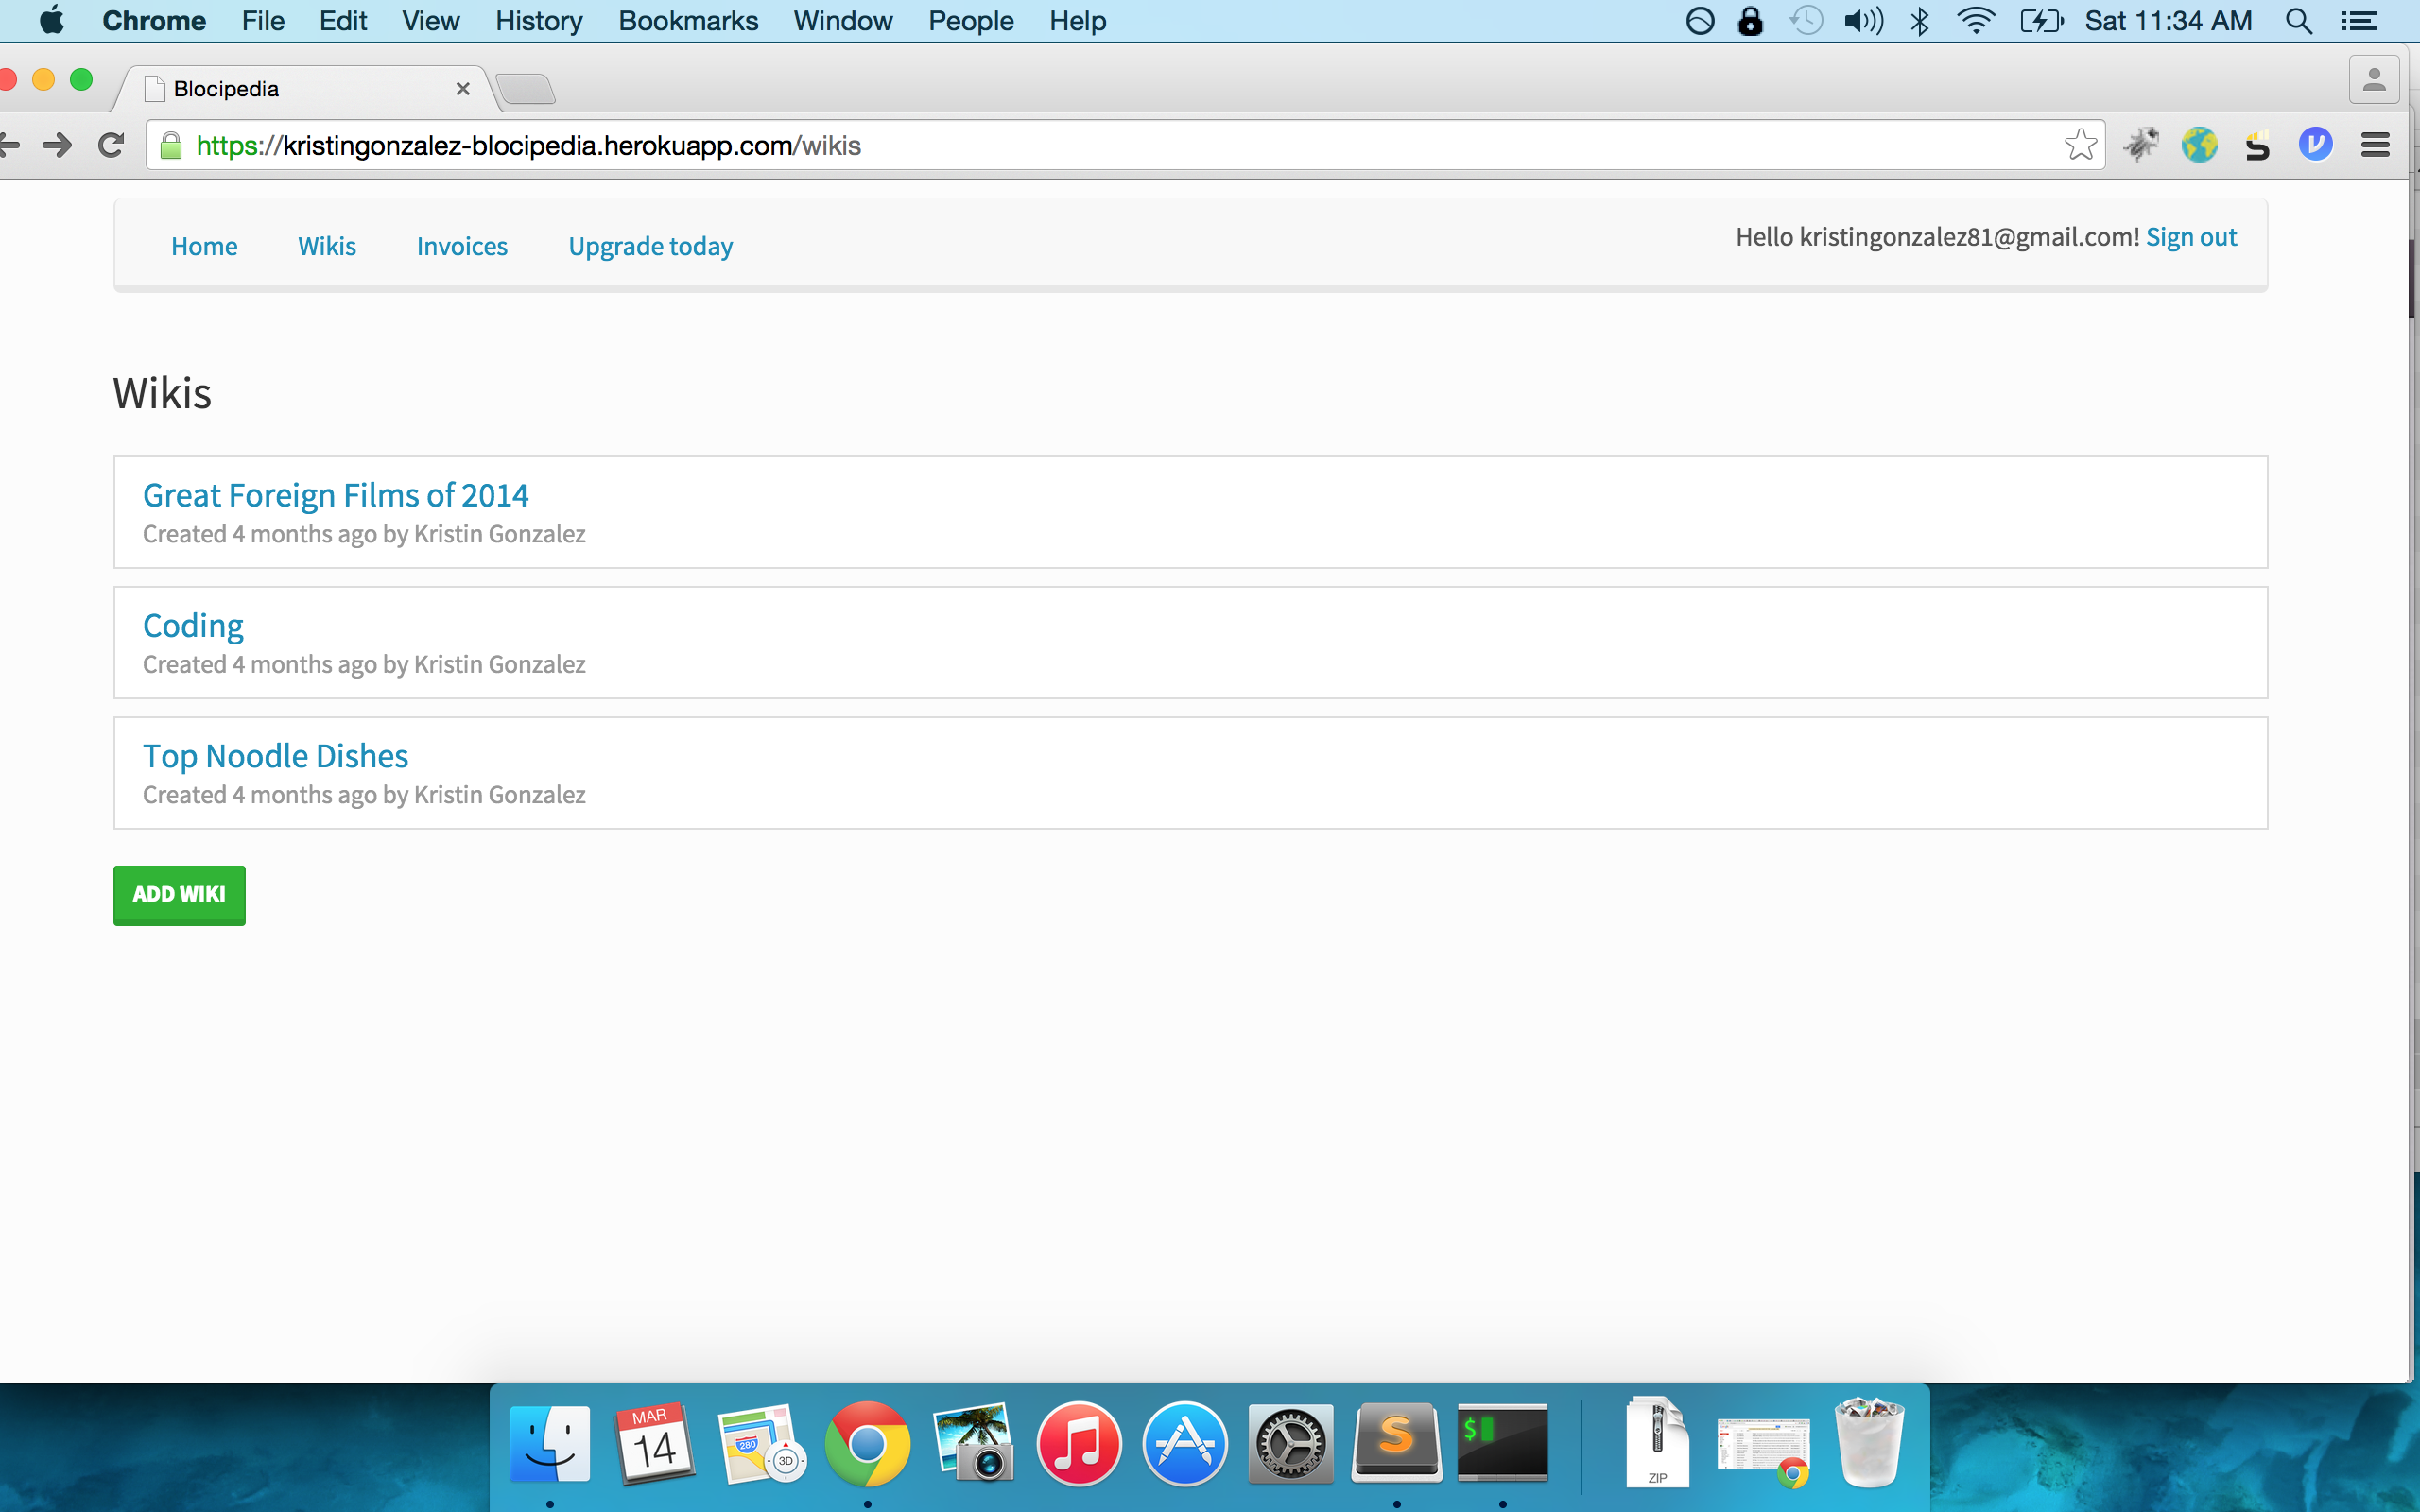 Chrome File Edit View History Bookmarks Window People Help Sat 11:34 AM
Blocipedia
https://kristingonzalez-blocipedia.herokuapp.com/wikis
Home Wikis Invoices Upgrade today Hello kristingonzalez81@gmail.com! Sign out
Wikis
Great Foreign Films of 2014
Created 4 months ago by Kristin Gonzalez
Coding
Created 4 months ago by Kristin Gonzalez
Top Noodle Dishes
Created 4 months ago by Kristin Gonzalez
ADD WIKI
MAR
14
280
3D
S
$
ZIP